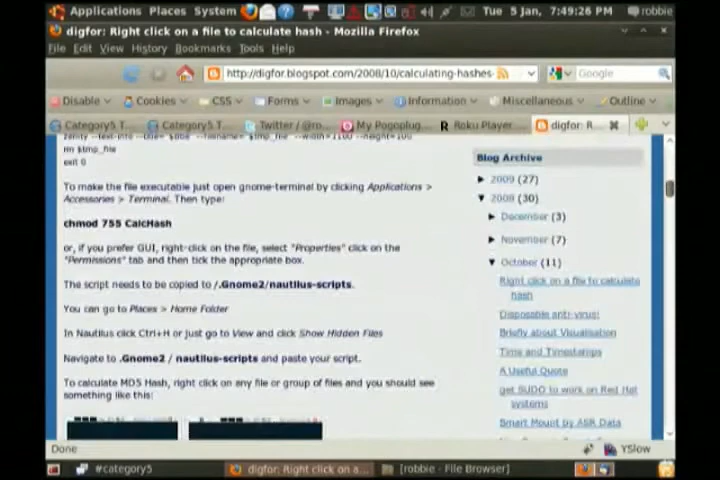 Applications Places System
Tue 5 Jan, 7:49:26 PM
robbie
digfor: Right click on a file to calculate hash - Mozilla Firefox
File Edit View History Bookmarks Tools Help
http://digfor.blogspot.com/2008/10/calculating-hashes-
Google
Disable Cookies CSS Forms Images Information Miscellaneous Outline
Category5 T... Category5 T... Twitter / @ro... My Pogoplug Roku Player... digfor: R...
rm $tmp_file
exit 0
To make the file executable just open gnome-terminal by clicking Applications >
Accessories > Terminal. Then type:
chmod 755 CalcHash
or, if you prefer GUI, right-click on the file, select "Properties" click on the
"Permissions" tab and then tick the appropriate box.
The script needs to be copied to /.Gnome2/nautilus-scripts.
You can go to Places > Home Folder
In Nautilus click Ctrl+H or just go to View and click Show Hidden Files
Navigate to .Gnome2 / nautilus-scripts and paste your script.
To calculate MD5 Hash, right click on any file or group of files and you should see
something like this:
Blog Archive
► 2009 (27)
▼ 2008 (30)
► December (3)
► November (7)
▼ October (11)
Right click on a file to calculate
hash
Disposable anti-virus!
Briefly about Visualisation
Time and Timestamps
A Useful Quote
get SUDO to work on Red Hat
systems
Smart Mount by ASR Data
Done
YSlow
#category5
digfor: Right click on a...
[robbie - File Browser]